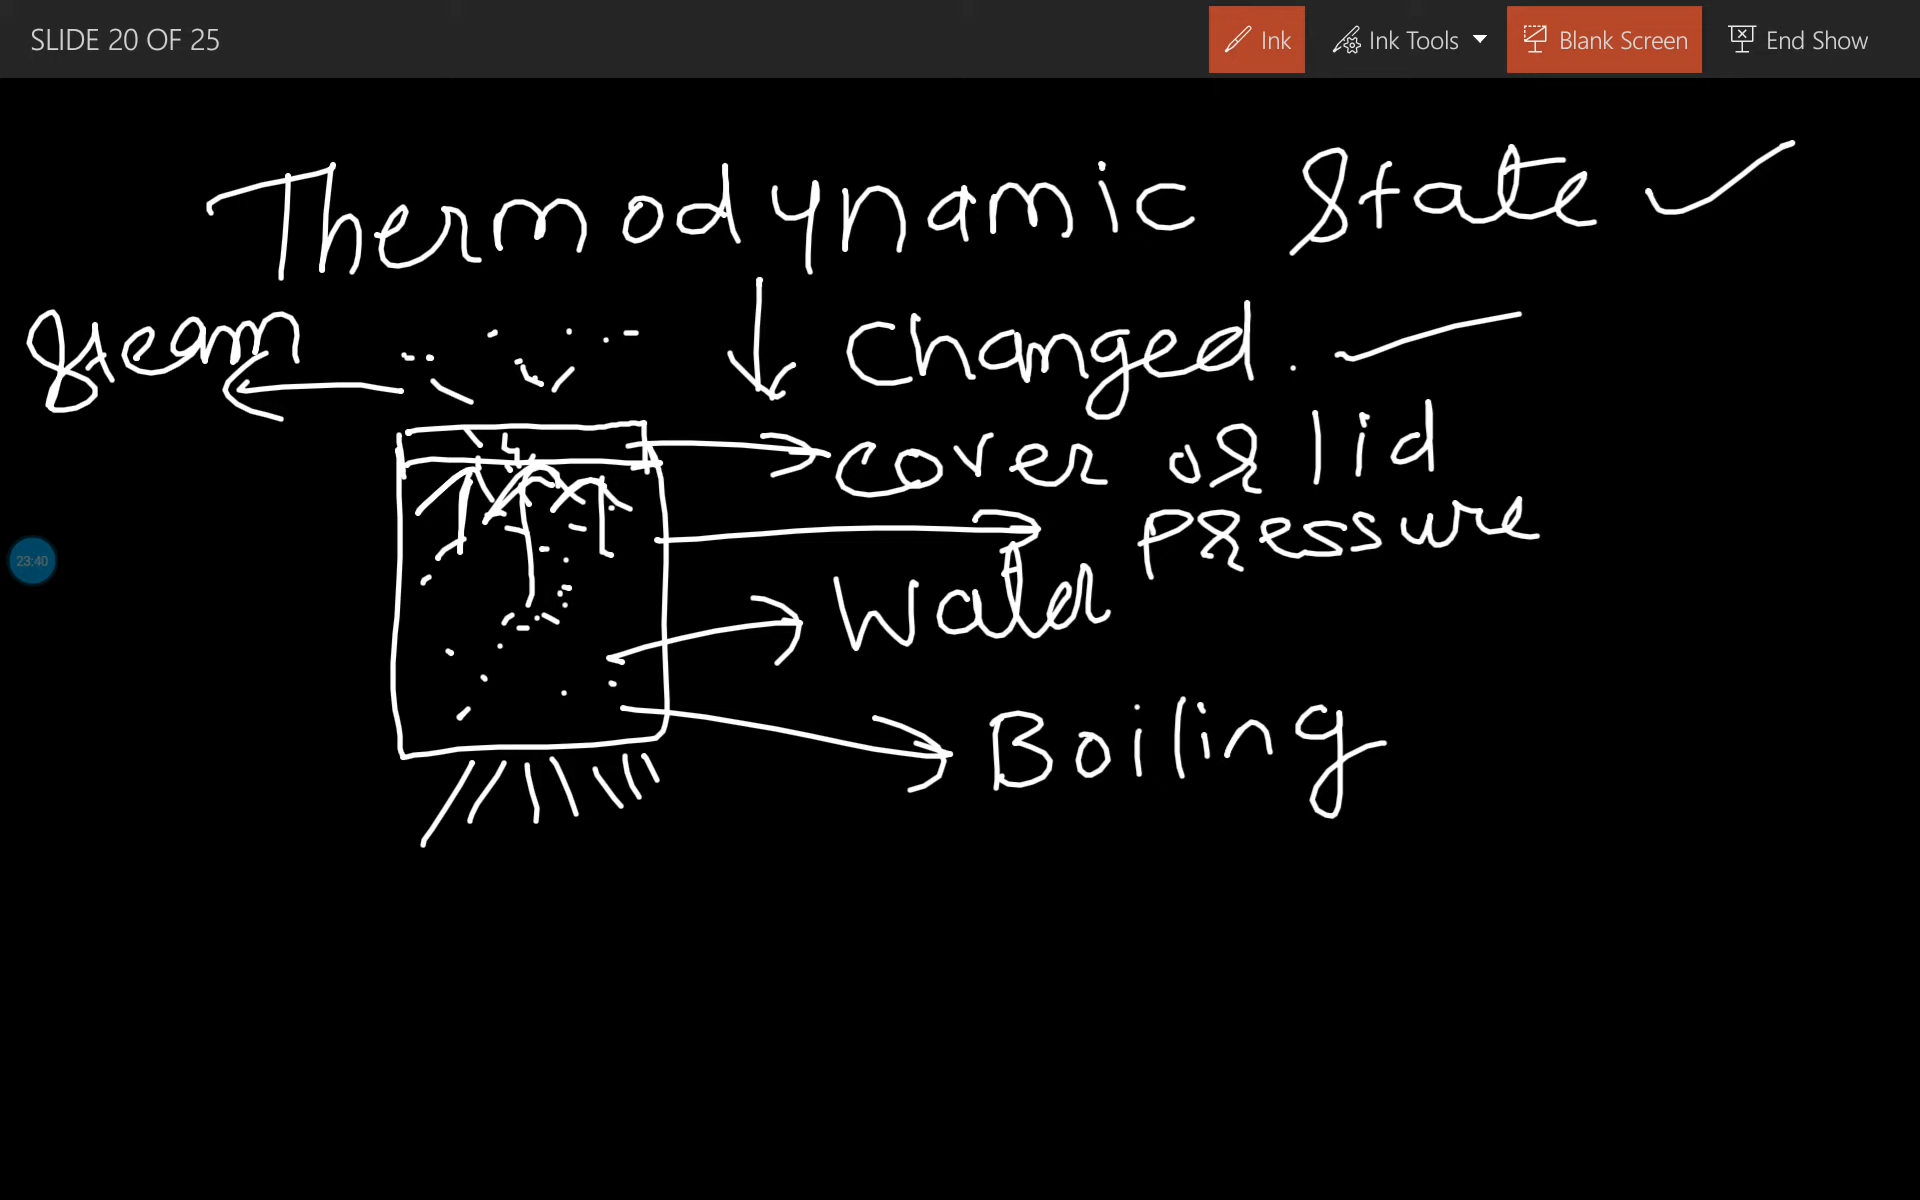 SLIDE 20 OF 25
Ink
Ink Tools
Blank Screen
End Show
Thermodynamic State
Steam
Changed.
Cover or lid
Pressure
Water
Boiling
23:40